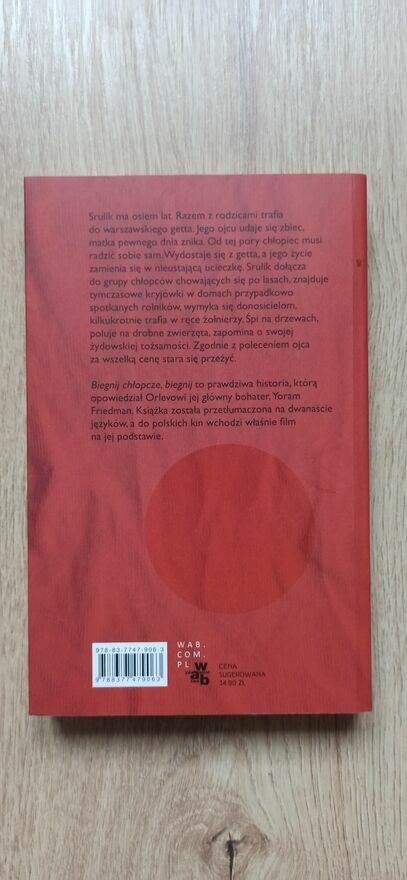 Srulik ma osiem lat. Razem z rodzicami trafia
do warszawskiego getta. Jego ojcu udaje się zbiec,
matka pewnego dnia znika. Od tej pory chłopiec musi
radzić sobie sam. Wydostaje się z getta, a jego życie
zamienia się w nieustającą ucieczkę. Srulik dołącza
do grupy chłopców chowających się po lasach, znajduje
tymczasowe kryjówki w domach przypadkowo
spotkanych rolników, wymyka się donosicielom,
kilkukrotnie trafia w ręce żołnierzy. Śpi na drzewach,
poluje na drobne zwierzęta, zapomina o swojej
żydowskiej tożsamości. Zgodnie z poleceniem ojca
za wszelką cenę stara się przeżyć.
Biegnij chłopcze, biegnij to prawdziwa historia, którą
opowiedział Orlevowi jej główny bohater, Yoram
Friedman. Książka została przetłumaczona na dwanaście
języków, a do polskich kin wchodzi właśnie film
na jej podstawie.
978-83-7747-906-3
9788377479063
WAB.
COM.
PL
w
ab
CENA
SUGEROWANA
34.90 ZŁ